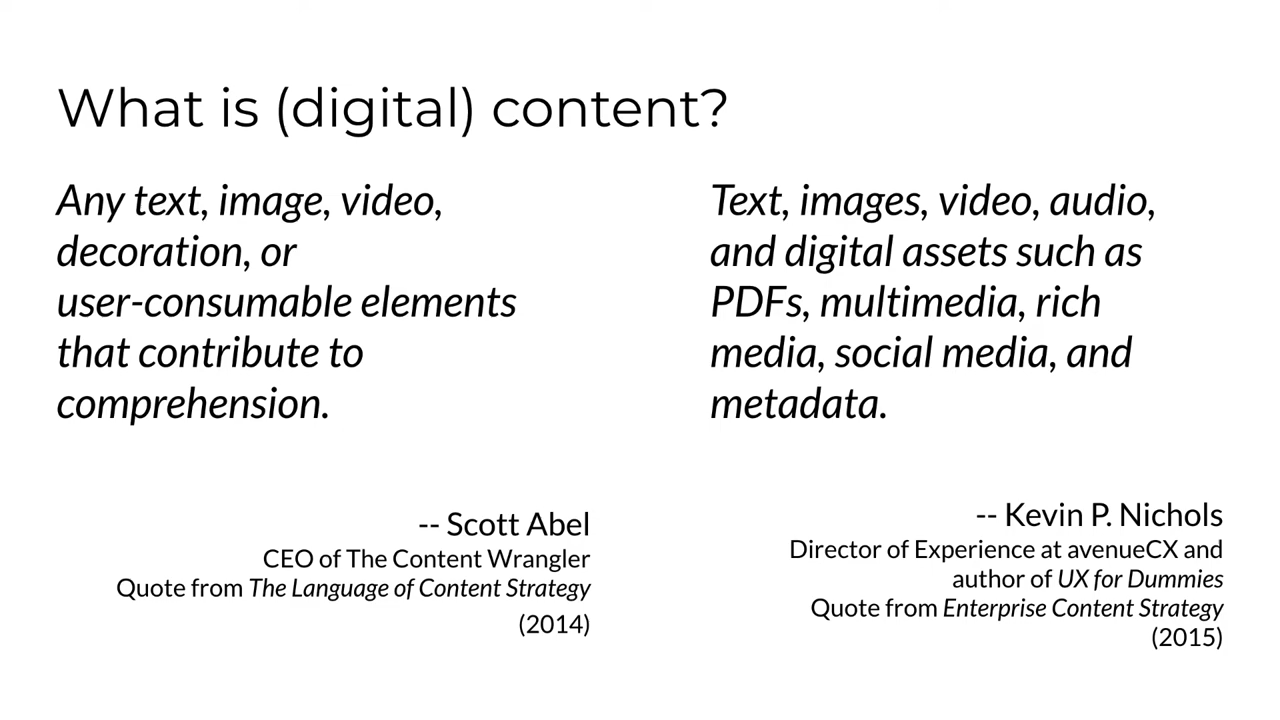 What is (digital) content?
Any text, image, video,
decoration, or
user-consumable elements
that contribute to
comprehension.
-- Scott Abel
CEO of The Content Wrangler
Quote from The Language of Content Strategy
(2014)
Text, images, video, audio,
and digital assets such as
PDFs, multimedia, rich
media, social media, and
metadata.
-- Kevin P. Nichols
Director of Experience at avenueCX and
author of UX for Dummies
Quote from Enterprise Content Strategy
(2015)